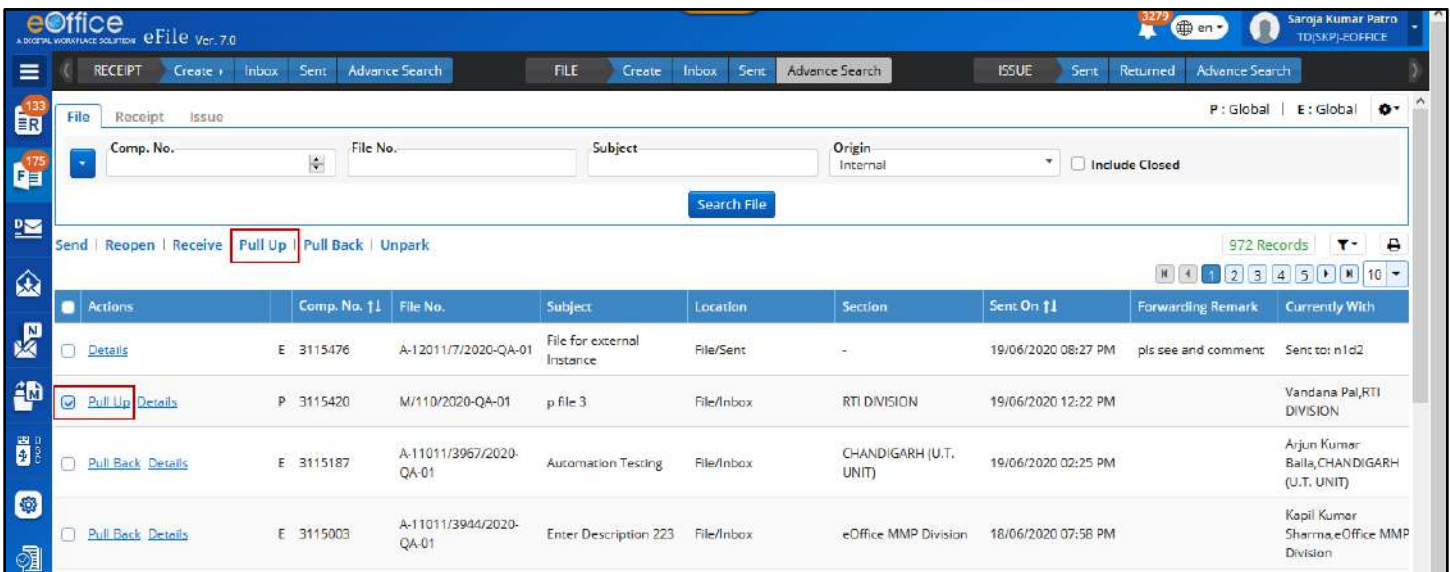 eOffice
A DIGITAL WORKPLACE SOLUTION eFile Ver. 7.0
3279
en
Saroja Kumar Patro
TD(SKP)-EOFFICE
RECEIPT Create Inbox Sent Advance Search FILE Create Inbox Sent Advance Search ISSUE Sent Returned Advance Search
133
R
175
F
D
N
M
File Receipt Issue
P : Global | E : Global
Comp. No. File No. Subject Origin
Internal
Include Closed
Search File
Send | Reopen | Receive | Pull Up | Pull Back | Unpark
972 Records
1 2 3 4 5 10
Actions Comp. No. File No. Subject Location Section Sent On Forwarding Remark Currently With
Details E 3115476 A-12011/7/2020-QA-01 File for external Instance File/Sent - 19/06/2020 08:27 PM pls see and comment Sent to: n1d2
Pull Up Details P 3115420 M/110/2020-QA-01 p file 3 File/Inbox RTI DIVISION 19/06/2020 12:22 PM Vandana Pal,RTI DIVISION
Pull Back Details E 3115187 A-11011/3967/2020-QA-01 Automation Testing File/Inbox CHANDIGARH (U.T. UNIT) 19/06/2020 02:25 PM Arjun Kumar Balla,CHANDIGARH (U.T. UNIT)
Pull Back Details E 3115003 A-11011/3944/2020-QA-01 Enter Description 223 File/Inbox eOffice MMP Division 18/06/2020 07:58 PM Kapil Kumar Sharma,eOffice MMP Division